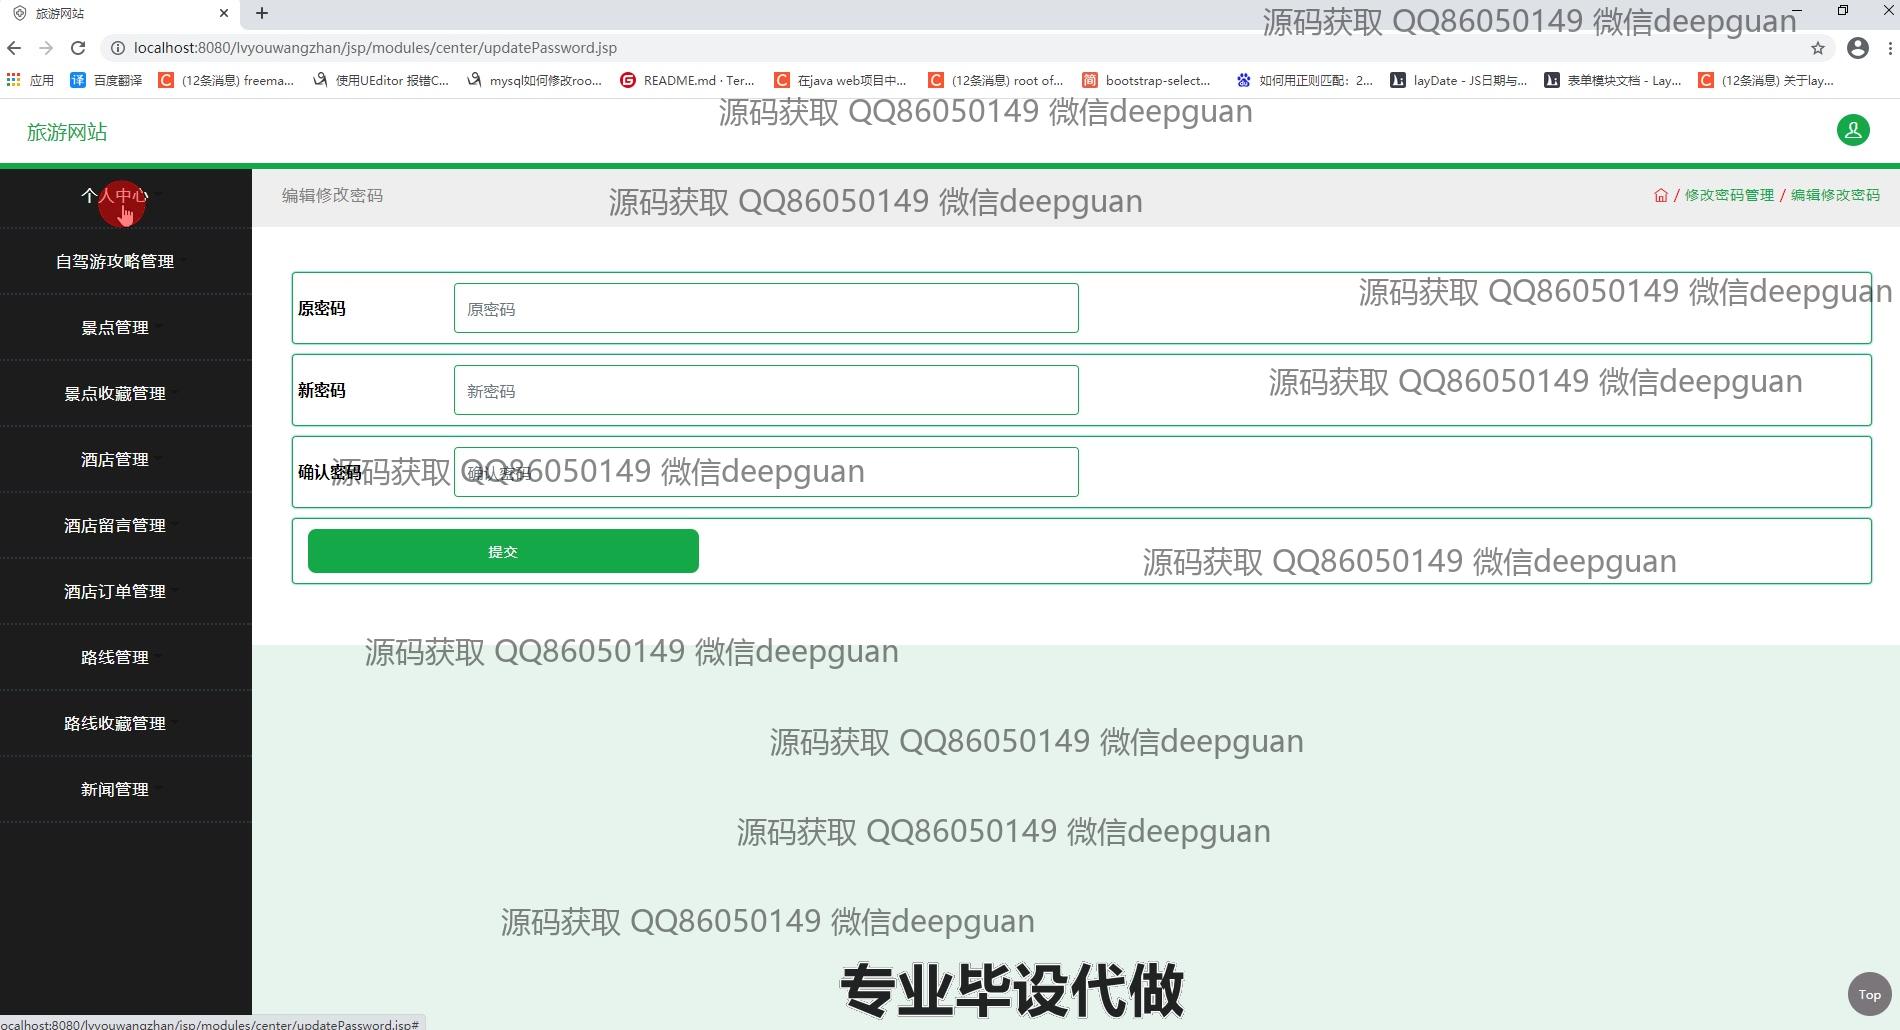 旅游网站
源码获取 QQ86050149 微信deepguan
localhost:8080/lvyouwangzhan/jsp/modules/center/updatePassword.jsp
应用 百度翻译 (12条消息) freema... 使用UEditor 报错C... mysql如何修改roo... README.md · Ter... 在java web项目中... (12条消息) root of... bootstrap-select... 如何用正则匹配：2... layDate - JS日期与... 表单模块文档 - Lay... (12条消息) 关于lay...
源码获取 QQ86050149 微信deepguan
旅游网站
个人中心
编辑修改密码
源码获取 QQ86050149 微信deepguan
/ 修改密码管理 / 编辑修改密码
自驾游攻略管理
景点管理
景点收藏管理
酒店管理
酒店留言管理
酒店订单管理
路线管理
路线收藏管理
新闻管理
源码获取 QQ86050149 微信deepguan
原密码 原密码
源码获取 QQ86050149 微信deepguan
新密码 新密码
确认密码 确认密码
源码获取 QQ86050149 微信deepguan
提交
源码获取 QQ86050149 微信deepguan
源码获取 QQ86050149 微信deepguan
源码获取 QQ86050149 微信deepguan
源码获取 QQ86050149 微信deepguan
源码获取 QQ86050149 微信deepguan
专业毕设代做
Top
ocalhost:8080/lvyouwangzhan/jsp/modules/center/updatePassword.jsp#